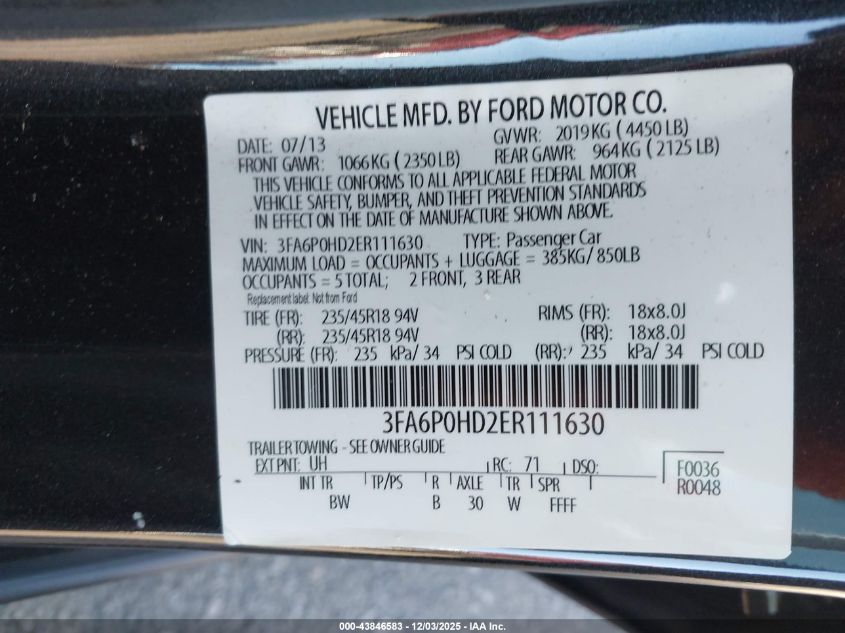 VEHICLE MFD. BY FORD MOTOR CO.
DATE: 07/13 GVWR: 2019 KG ( 4450 LB)
FRONT GAWR: 1066 KG ( 2350 LB) REAR GAWR: 964 KG ( 2125 LB)
THIS VEHICLE CONFORMS TO ALL APPLICABLE FEDERAL MOTOR
VEHICLE SAFETY, BUMPER, AND THEFT PREVENTION STANDARDS
IN EFFECT ON THE DATE OF MANUFACTURE SHOWN ABOVE.
VIN: 3FA6P0HD2ER111630 TYPE: Passenger Car
MAXIMUM LOAD = OCCUPANTS + LUGGAGE = 385KG/ 850LB
OCCUPANTS = 5 TOTAL; 2 FRONT, 3 REAR
Replacement label: Not from Ford
TIRE (FR): 235/45R18 94V RIMS (FR): 18x8.0J
(RR): 235/45R18 94V (RR): 18x8.0J
PRESSURE (FR): 235 kPa/ 34 PSI COLD (RR): 235 kPa/ 34 PSI COLD
3FA6P0HD2ER111630
TRAILER TOWING - SEE OWNER GUIDE
EXT PNT: UH RC: 71 DSO: F0036
INT TR TP/PS R AXLE TR SPR R0048
BW B 30 W FFFF
000-43846583 - 12/03/2025 - IAA Inc.